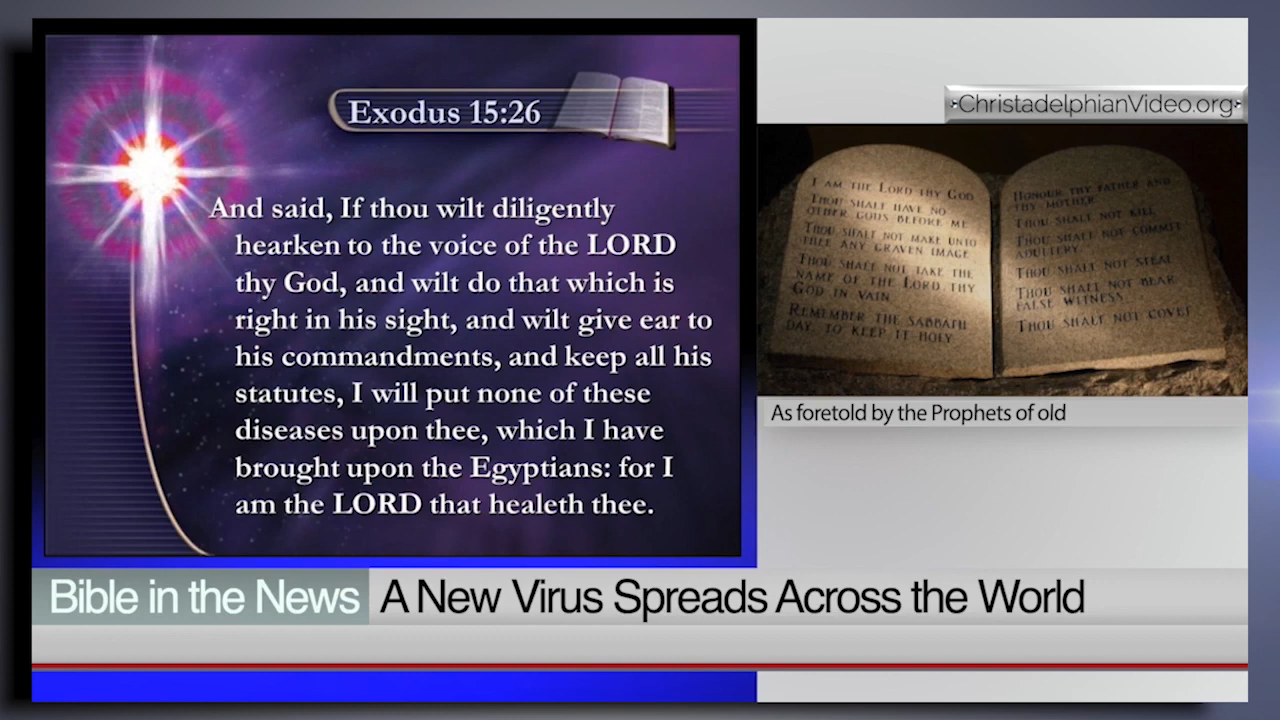 Exodus 15:26
And said, If thou wilt diligently
hearken to the voice of the LORD
thy God, and wilt do that which is
right in his sight, and wilt give ear to
his commandments, and keep all his
statutes, I will put none of these
diseases upon thee, which I have
brought upon the Egyptians: for I
am the LORD that healeth thee.
ChristadelphianVideo.org
I AM THE LORD THY GOD
THOU SHALT HAVE NO
OTHER GODS BEFORE ME
THOU SHALT NOT MAKE UNTO
THEE ANY GRAVEN IMAGE
THOU SHALT NOT TAKE THE
NAME OF THE LORD THY
GOD IN VAIN
REMEMBER THE SABBATH
DAY TO KEEP IT HOLY
HONOUR THY FATHER AND
THY MOTHER
THOU SHALT NOT KILL
THOU SHALT NOT COMMIT
ADULTERY
THOU SHALT NOT STEAL
THOU SHALT NOT BEAR
FALSE WITNESS
THOU SHALT NOT COVET
As foretold by the Prophets of old
Bible in the News A New Virus Spreads Across the World